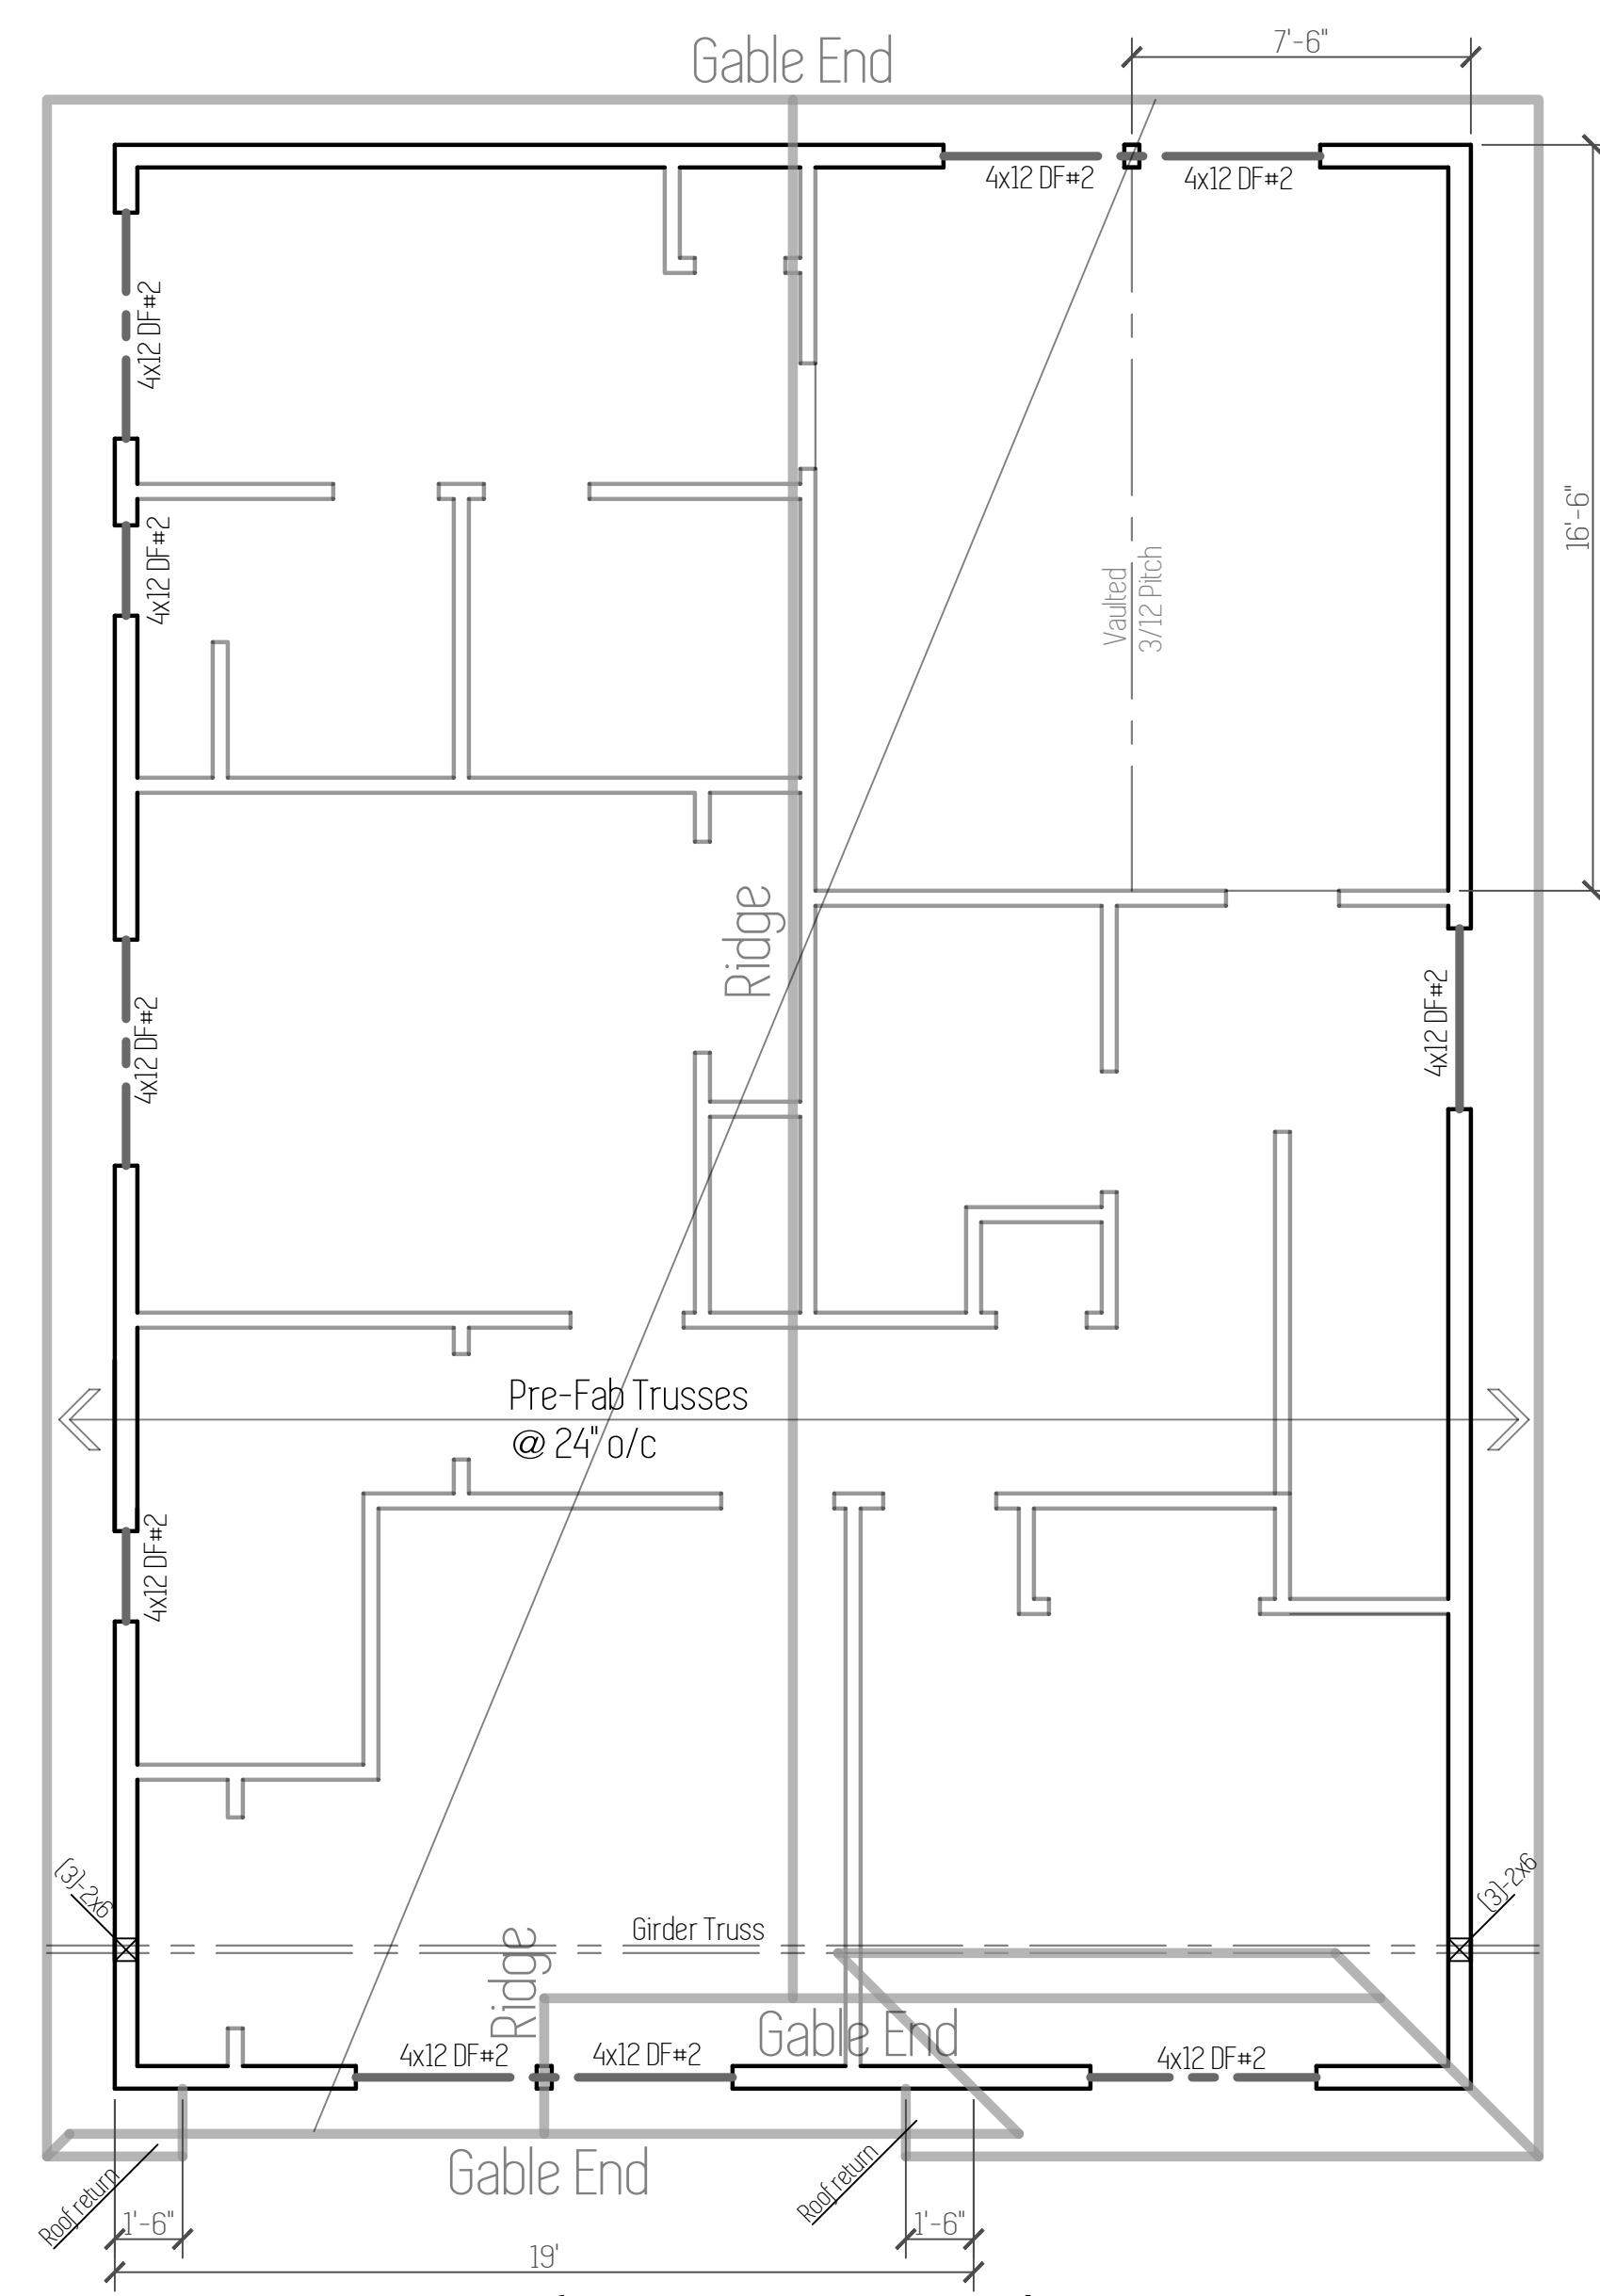 Gable End
7'-6"
4x12 DF#2
4x12 DF#2
4x12 DF#2
16'-6"
4x12 DF#2
Vaulted
3/12 Pitch
Ridge
4x12 DF#2
4x12 DF#2
Pre-Fab Trusses
@ 24" o/c
4x12 DF#2
(3)-2x6
(3)-2x6
Girder Truss
Ridge
Gable End
4x12 DF#2
4x12 DF#2
4x12 DF#2
Gable End
Roof return
Roof return
1'-6"
1'-6"
19'